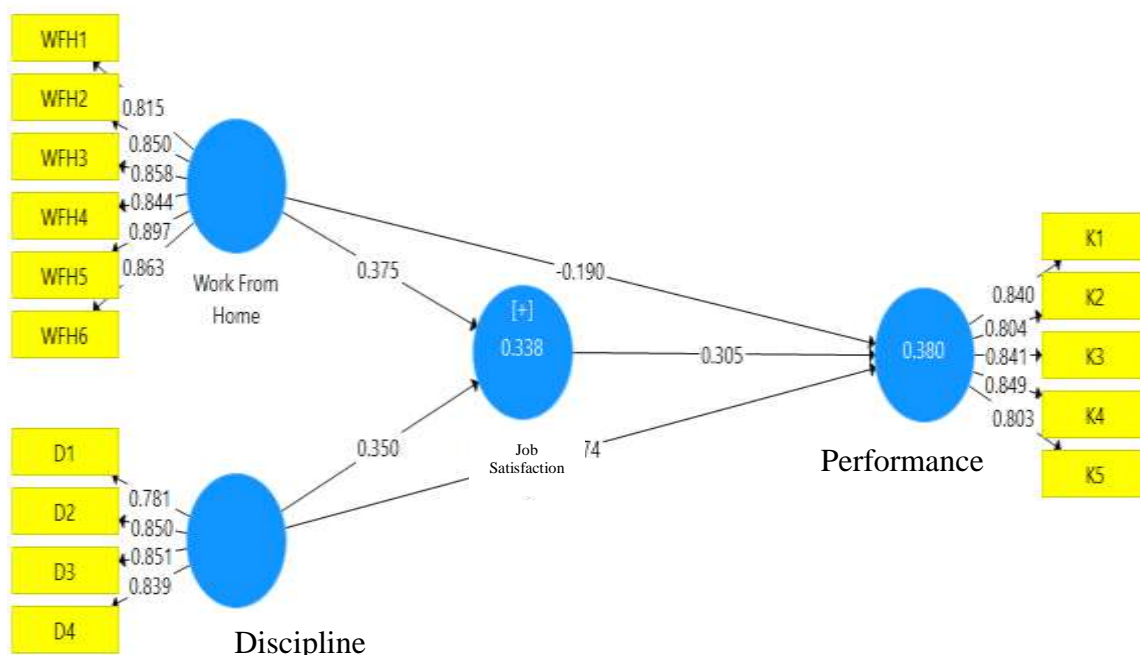 WFH1
WFH2
WFH3
WFH4
WFH5
WFH6
0.815
0.850
0.858
0.844
0.897
0.863
Work From
Home
0.375
-0.190
[+]
0.338
0.305
0.350
74
Job
Satisfaction
0.380
Performance
0.840
0.804
0.841
0.849
0.803
K1
K2
K3
K4
K5
D1
D2
D3
D4
0.781
0.850
0.851
0.839
Discipline